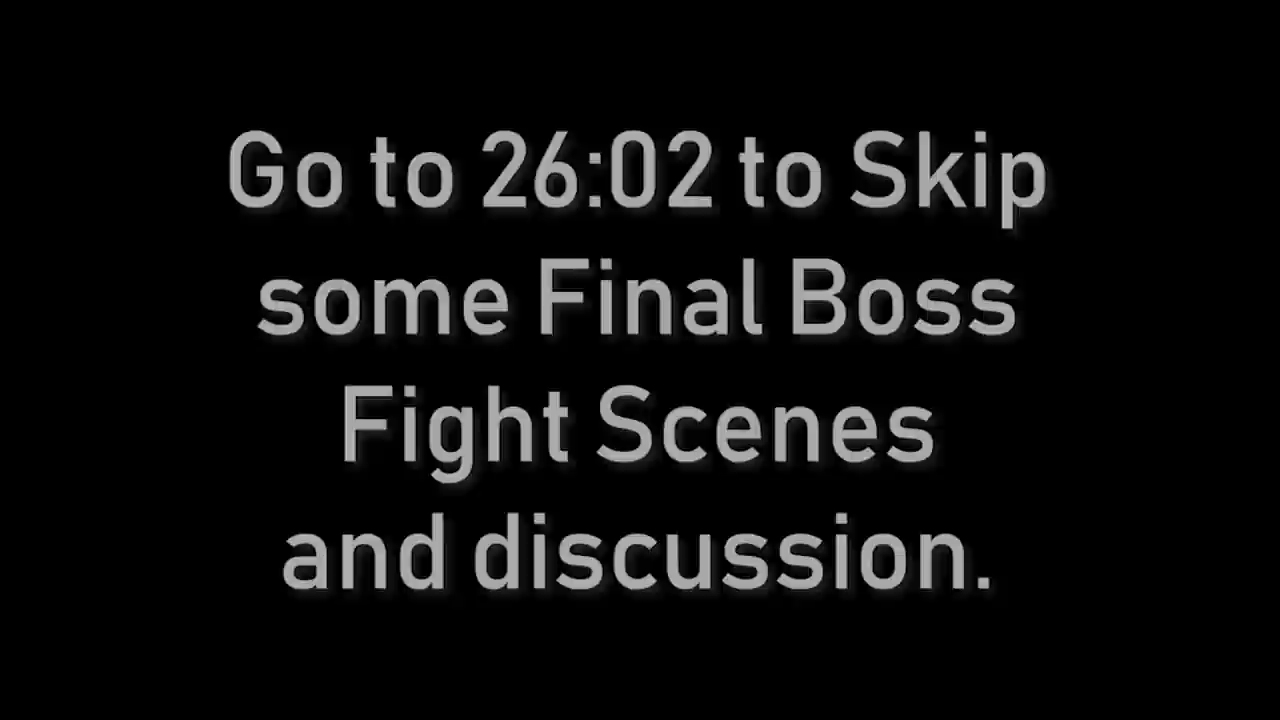 Go to 26:02 to Skip
some Final Boss
Fight Scenes
and discussion.